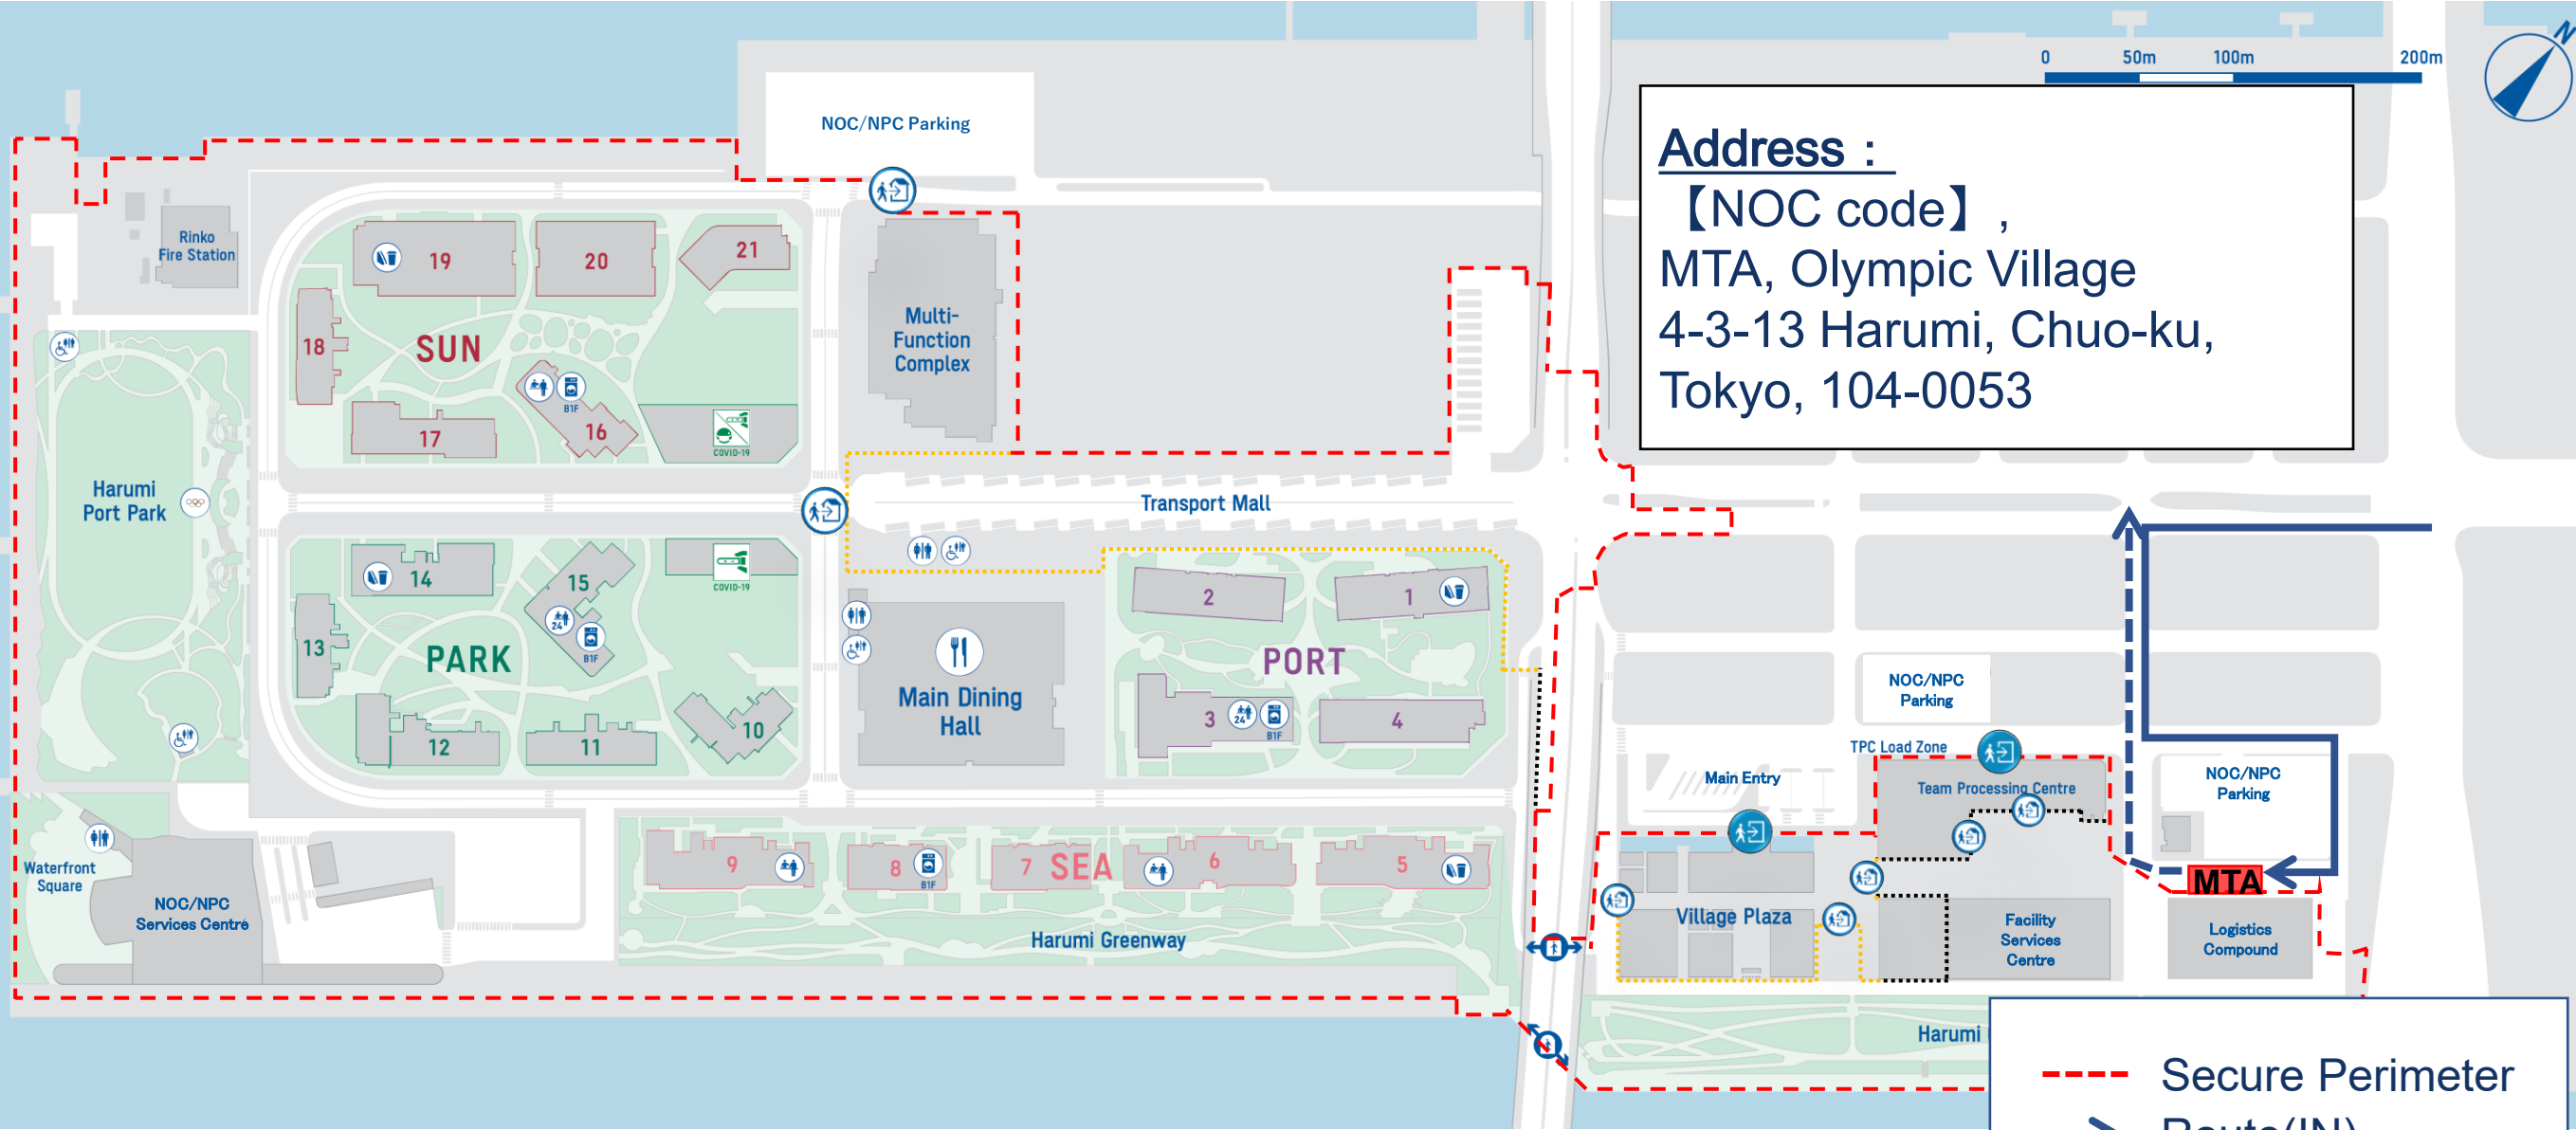 N
0 50m 100m 200m
NOC/NPC Parking
Address：
【NOC code】,
MTA, Olympic Village
4-3-13 Harumi, Chuo-ku,
Tokyo, 104-0053
Rinko
Fire Station
19
20
21
18
SUN
17
16
B1F
COVID-19
Multi-
Function
Complex
Harumi
Port Park
Transport Mall
14
15
13
PARK
24
B1F
COVID-19
12
11
10
Main Dining
Hall
2
1
PORT
3
24
B1F
4
NOC/NPC
Parking
TPC Load Zone
Main Entry
Team Processing Centre
NOC/NPC
Parking
MTA
Waterfront
Square
NOC/NPC
Services Centre
9
8
B1F
7
SEA
6
5
Harumi Greenway
Village Plaza
Facility
Services
Centre
Logistics
Compound
Harumi
Secure Perimeter
Route(IN)